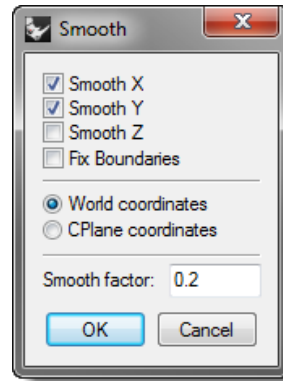 Smooth
Smooth X
Smooth Y
Smooth Z
Fix Boundaries
World coordinates
CPlane coordinates
Smooth factor: 0.2
OK Cancel